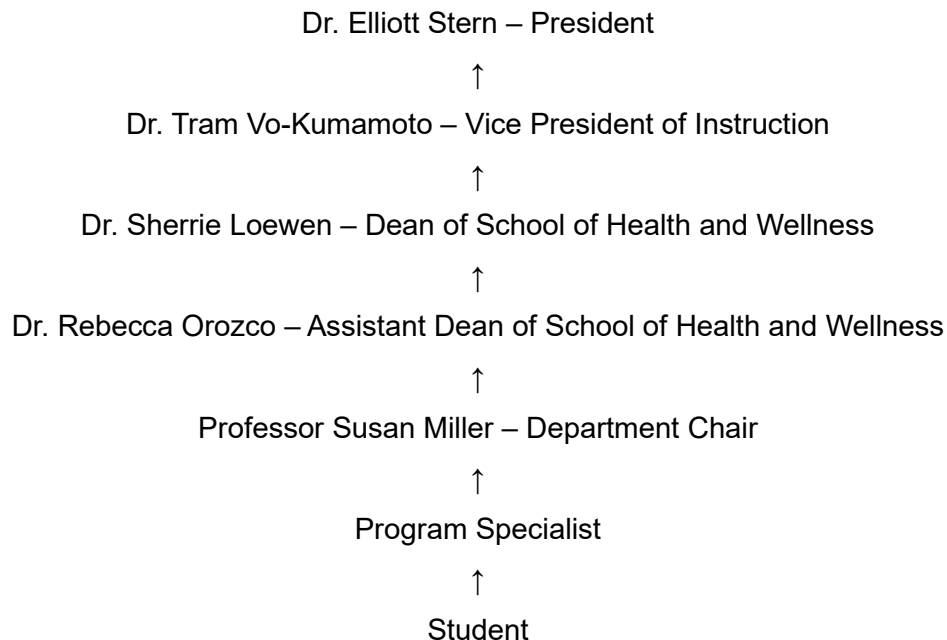 Dr. Elliott Stern – President
↑
Dr. Tram Vo-Kumamoto – Vice President of Instruction
↑
Dr. Sherrie Loewen – Dean of School of Health and Wellness
↑
Dr. Rebecca Orozco – Assistant Dean of School of Health and Wellness
↑
Professor Susan Miller – Department Chair
↑
Program Specialist
↑
Student